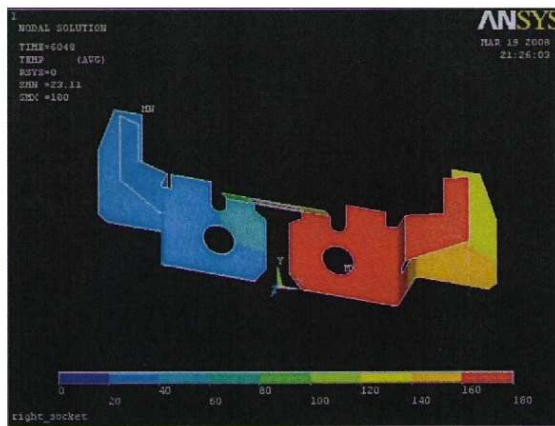 1
NODAL SOLUTION
TIME=6048
TEMP (AVG)
RSYS=0
SMN =23.11
SMX =180
ANSYS
MAR 19 2008
21:26:03
MN
Y
MX
0 20 40 60 80 100 120 140 160 180
right_socket